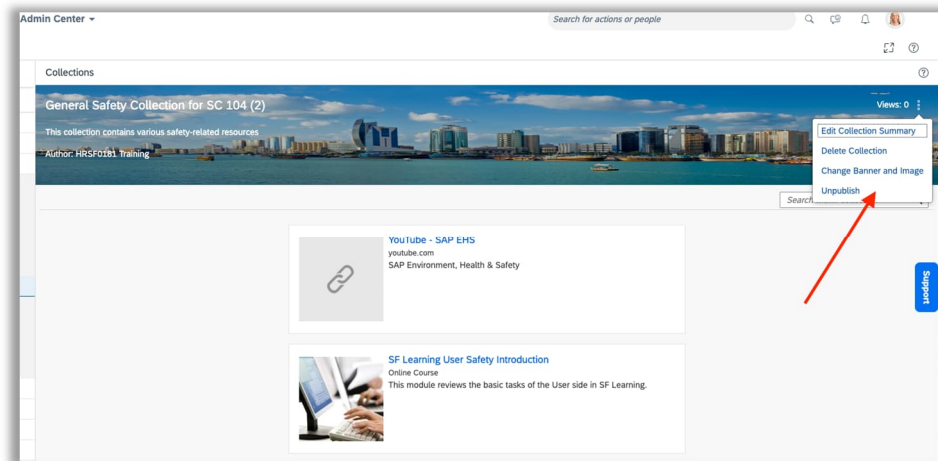 Admin Center
Search for actions or people
Collections
General Safety Collection for SC 104 (2)
Views: 0
This collection contains various safety-related resources
Author: HRSF0181 Training
Edit Collection Summary
Delete Collection
Change Banner and Image
Unpublish
Search
YouTube - SAP EHS
youtube.com
SAP Environment, Health & Safety
Support
SF Learning User Safety Introduction
Online Course
This module reviews the basic tasks of the User side in SF Learning.